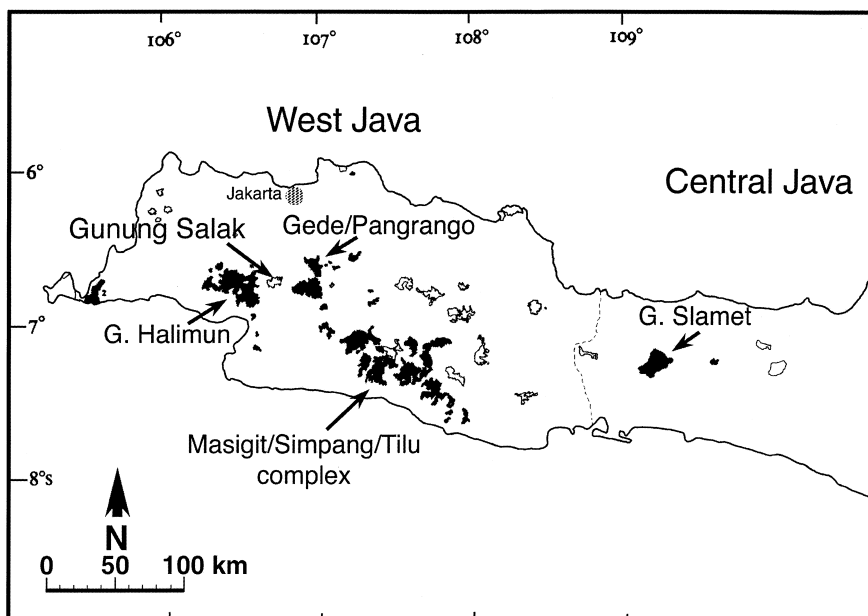 106° 107° 108° 109°
West Java
6°
Central Java
Jakarta
Gunung Salak
Gede/Pangrango
2
7°
G. Halimun
G. Slamet
Masigit/Simpang/Tilu
complex
8°s
N
0 50 100 km